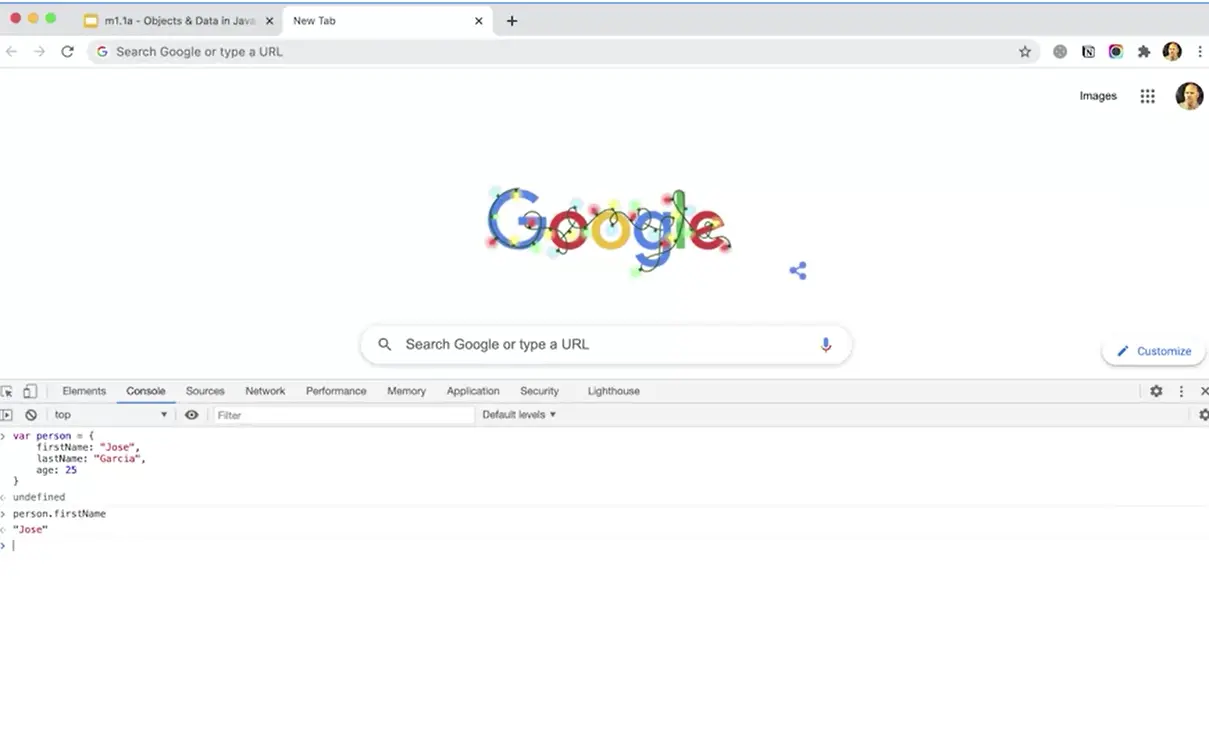 m1.1a - Objects & Data in Java
New Tab
Search Google or type a URL
Images
Google
Search Google or type a URL
Customize
Elements Console Sources Network Performance Memory Application Security Lighthouse
top Filter Default levels
var person = {
firstName: "Jose",
lastName: "Garcia",
age: 25
}
undefined
person.firstName
"Jose"